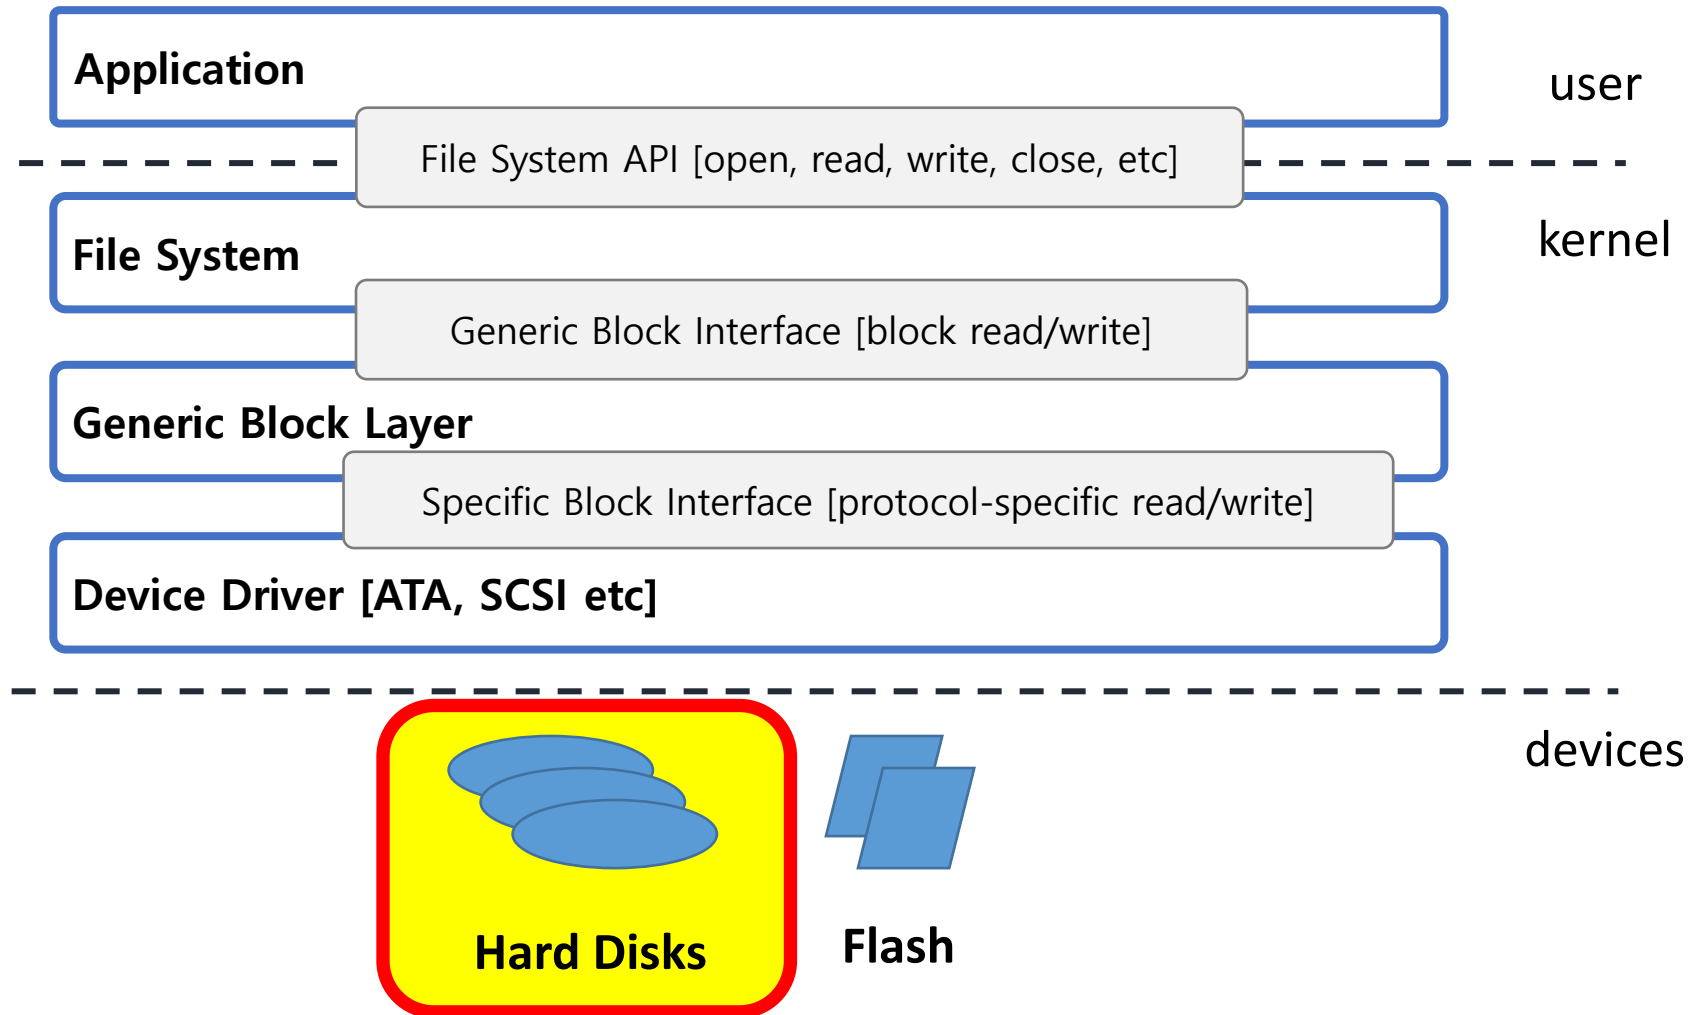 Application
user
File System API [open, read, write, close, etc]
File System
kernel
Generic Block Interface [block read/write]
Generic Block Layer
Specific Block Interface [protocol-specific read/write]
Device Driver [ATA, SCSI etc]
devices
Hard Disks
Flash